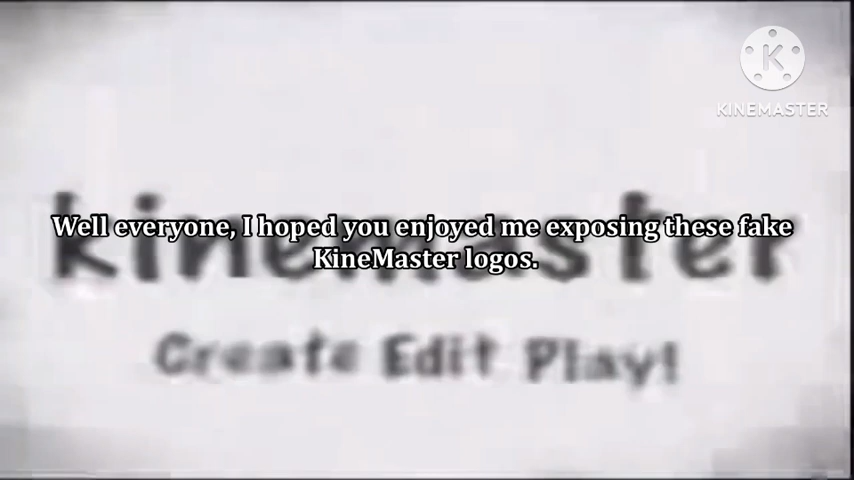 KINEMASTER
kinemaster
Well everyone, I hoped you enjoyed me exposing these fake
KineMaster logos.
Create Edit Play!